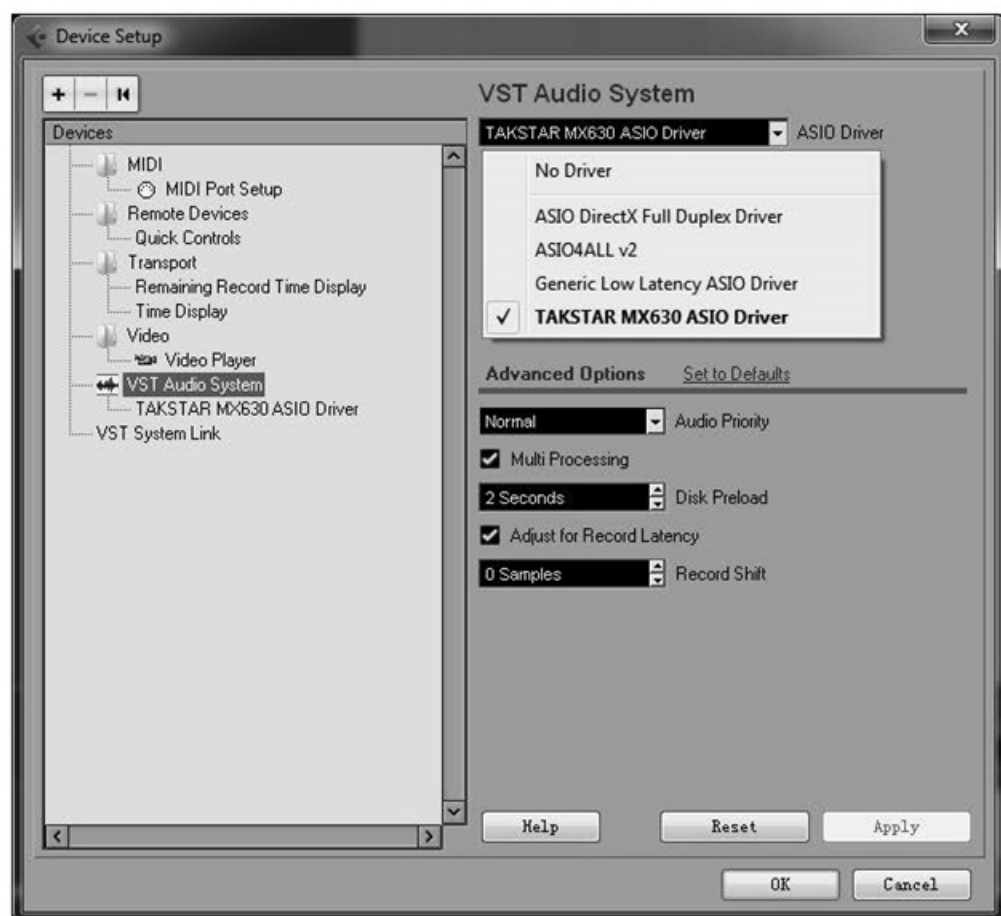 Device Setup
Devices
MIDI
MIDI Port Setup
Remote Devices
Quick Controls
Transport
Remaining Record Time Display
Time Display
Video
Video Player
VST Audio System
TAKSTAR MX630 ASIO Driver
VST System Link
VST Audio System
TAKSTAR MX630 ASIO Driver ASIO Driver
No Driver
ASIO DirectX Full Duplex Driver
ASIO4ALL v2
Generic Low Latency ASIO Driver
✓ TAKSTAR MX630 ASIO Driver
Advanced Options Set to Defaults
Normal Audio Priority
Multi Processing
2 Seconds Disk Preload
Adjust for Record Latency
0 Samples Record Shift
Help Reset Apply
OK Cancel